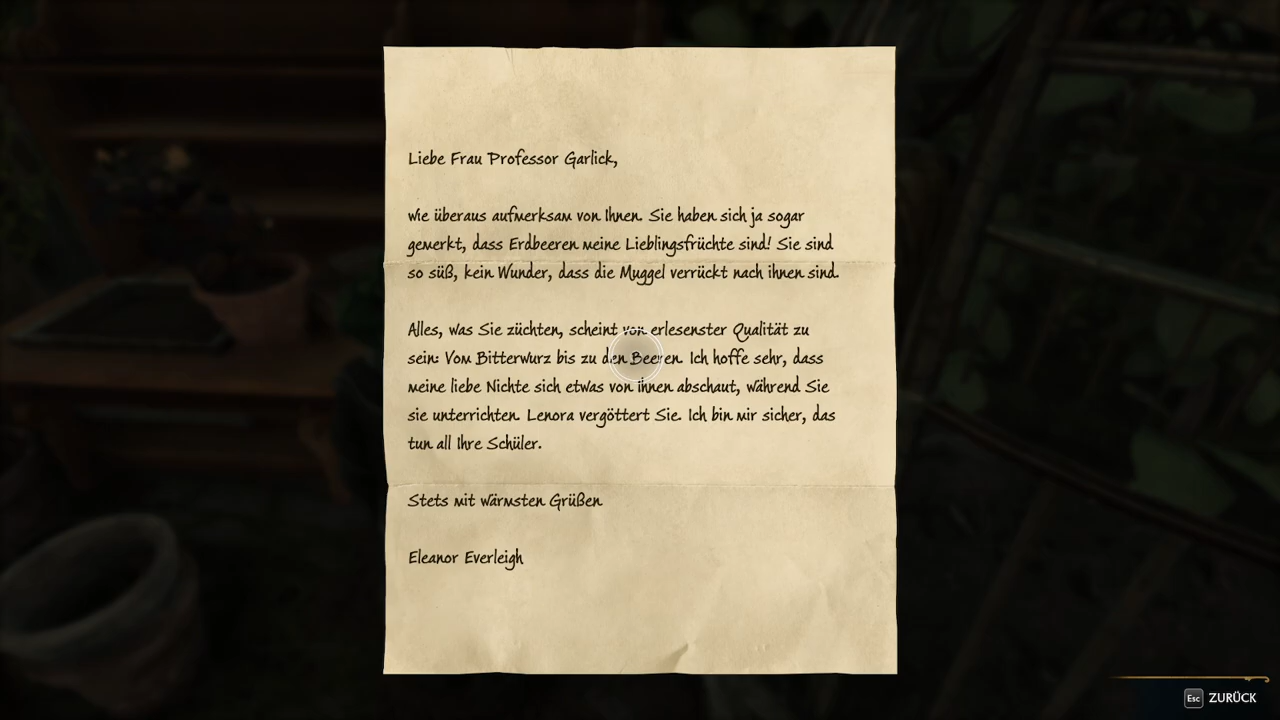 Liebe Frau Professor Garlick,
wie überaus aufmerksam von Ihnen. Sie haben sich ja sogar
gemerkt, dass Erdbeeren meine Lieblingsfrüchte sind! Sie sind
so süß, kein Wunder, dass die Muggel verrückt nach ihnen sind.
Alles, was Sie züchten, scheint von erlesenster Qualität zu
sein: Vom Bitterwurz bis zu den Beeren. Ich hoffe sehr, dass
meine liebe Nichte sich etwas von ihnen abschaut, während Sie
sie unterrichten. Lenora vergöttert Sie. Ich bin mir sicher, das
tun all Ihre Schüler.
Stets mit wärmsten Grüßen
Eleanor Everleigh
Esc ZURÜCK